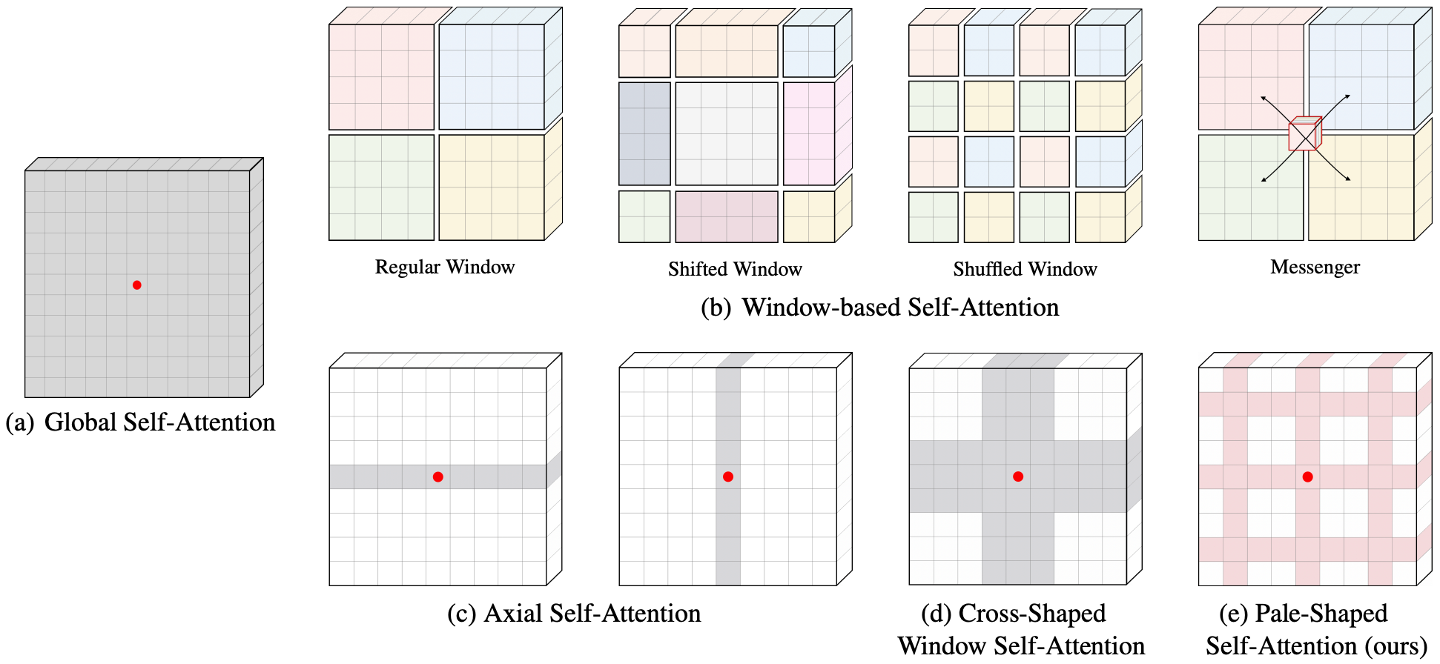 (a) Global Self-Attention
Regular Window
Shifted Window
Shuffled Window
Messenger
(b) Window-based Self-Attention
(c) Axial Self-Attention
(d) Cross-Shaped
Window Self-Attention
(e) Pale-Shaped
Self-Attention (ours)